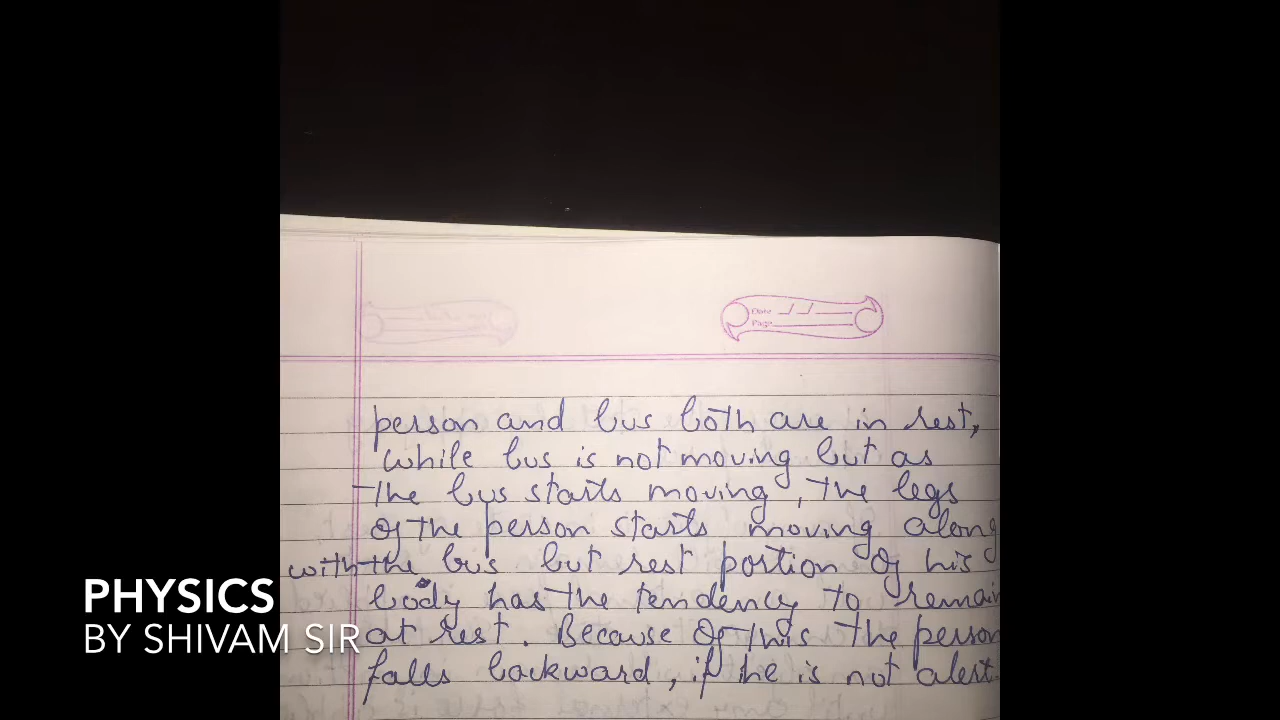 Date
Page
person and bus both are in rest,
while bus is not moving but as
the bus starts moving, the legs
of the person starts moving along
with the bus but rest portion of his
body has the tendency to remain
at rest. Because of this the person
falls backward, if he is not alert.
PHYSICS
BY SHIVAM SIR